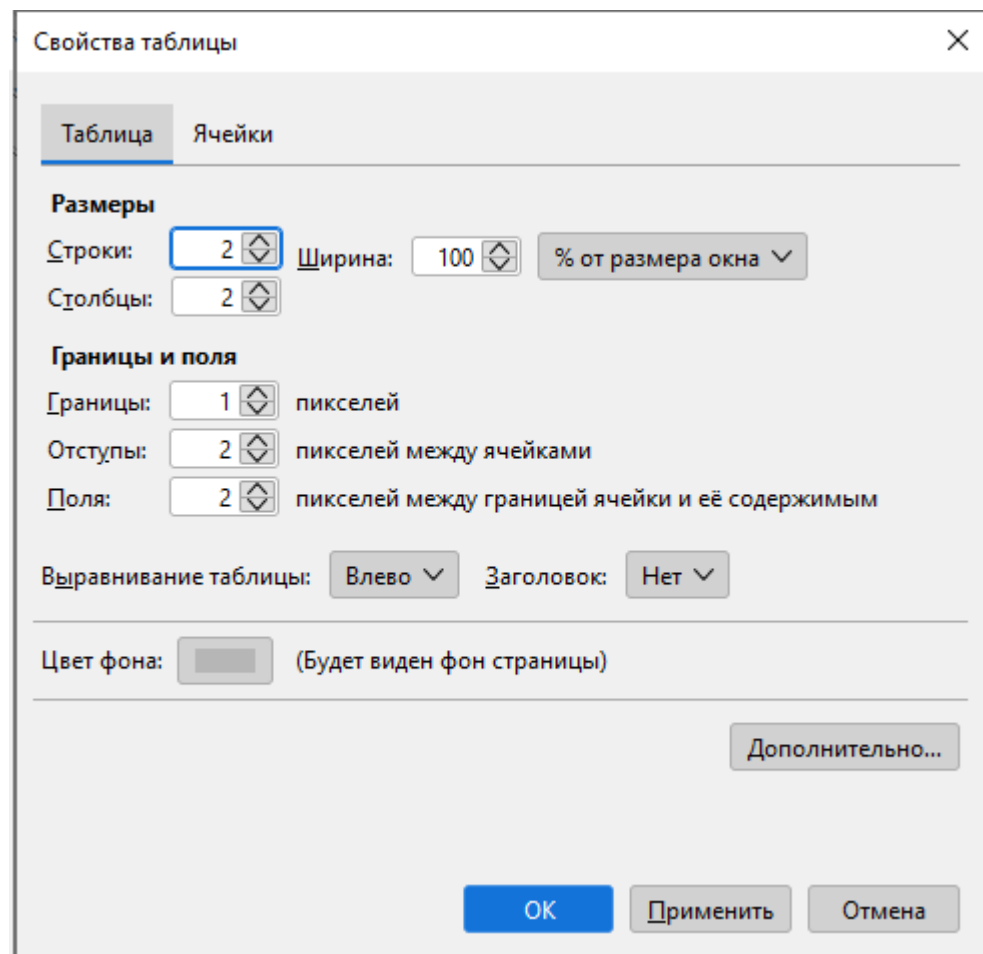 Свойства таблицы
Таблица Ячейки
Размеры
Строки: 2 Ширина: 100 % от размера окна
Столбцы: 2
Границы и поля
Границы: 1 пикселей
Отступы: 2 пикселей между ячейками
Поля: 2 пикселей между границей ячейки и её содержимым
Выравнивание таблицы: Влево Заголовок: Нет
Цвет фона: (Будет виден фон страницы)
Дополнительно...
ОК Применить Отмена